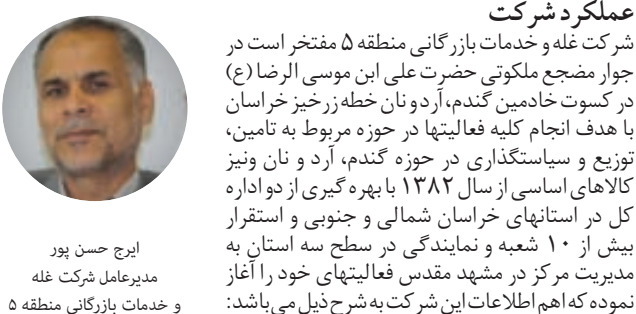 عملکرد شرکت
شرکت غله و خدمات بازرگانی منطقه ۵ مفتخر است در
جوار مضجع ملکوتی حضرت علی ابن موسی الرضا (ع)
در کسوت خادمین گندم، آرد و نان خطه زرخیز خراسان
با هدف انجام کلیه فعالیتها در حوزه مربوط به تامین،
توزیع و سیاستگذاری در حوزه گندم، آرد و نان ونیز
کالاهای اساسی از سال ۱۳۸۲ با بهره گیری از دو اداره
کل در استانهای خراسان شمالی و جنوبی و استقرار
بیش از ۱۰ شعبه و نمایندگی در سطح سه استان به
مدیریت مرکز در مشهد مقدس فعالیتهای خود را آغاز
نموده که اهم اطلاعات این شرکت به شرح ذیل می باشد:
ایرج حسن پور
مدیرعامل شرکت غله
و خدمات بازرگانی منطقه ۵